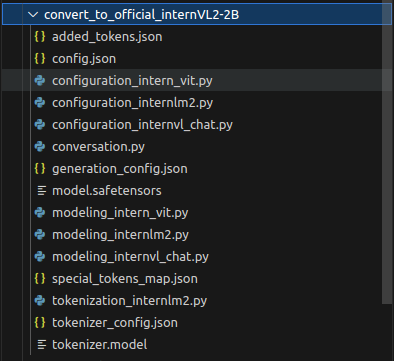 convert_to_official_internVL2-2B
added_tokens.json
config.json
configuration_intern_vit.py
configuration_internlm2.py
configuration_internvl_chat.py
conversation.py
generation_config.json
model.safetensors
modeling_intern_vit.py
modeling_internlm2.py
modeling_internvl_chat.py
special_tokens_map.json
tokenization_internlm2.py
tokenizer_config.json
tokenizer.model